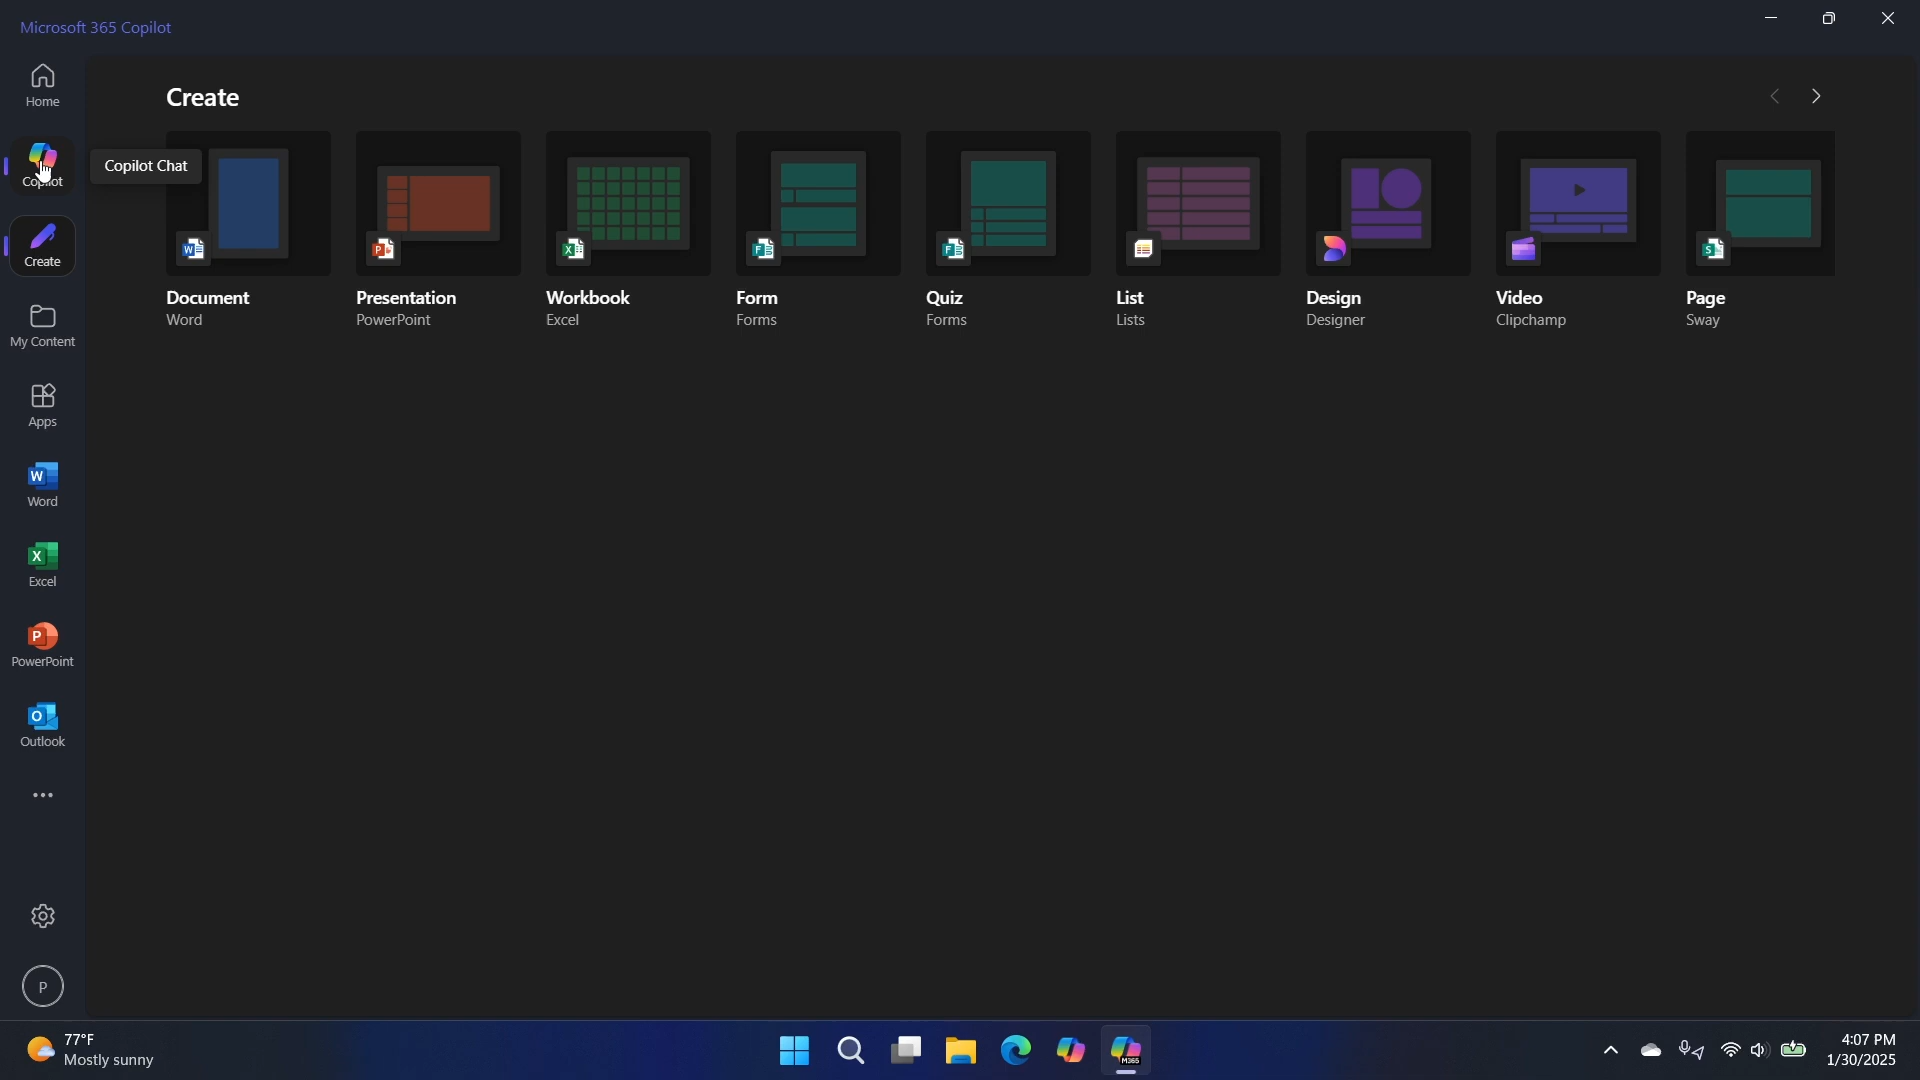 Microsoft 365 Copilot
Home
Copilot
Copilot Chat
Create
My Content
Apps
Word
Excel
PowerPoint
Outlook
P
Create
Document
Word
Presentation
PowerPoint
Workbook
Excel
Form
Forms
Quiz
Forms
List
Lists
Design
Designer
Video
Clipchamp
Page
Sway
77°F
Mostly sunny
M365
4:07 PM
1/30/2025